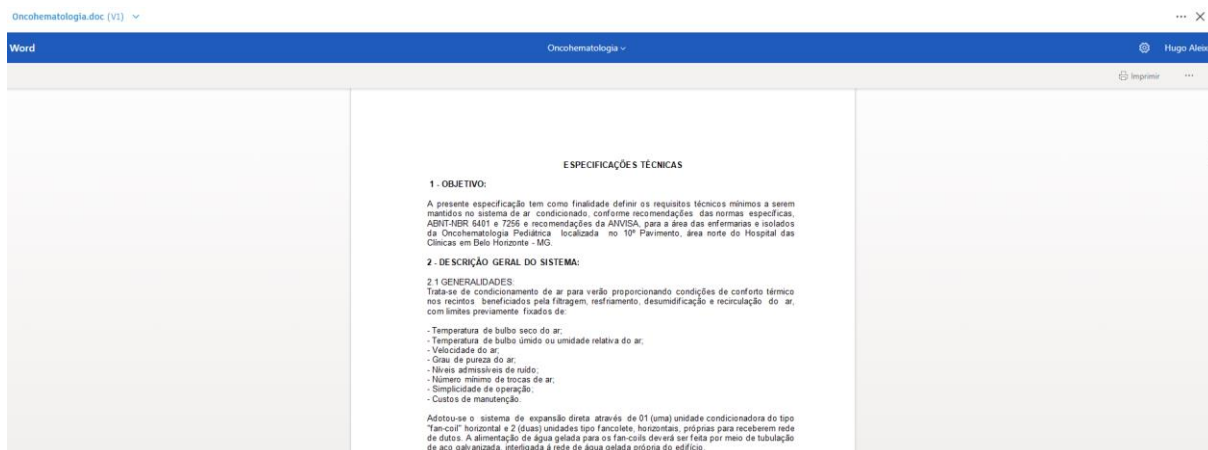 Oncohematologia.doc (V1)
Word
Oncohematologia
Hugo Aleix
Imprimir
ESPECIFICAÇÕES TÉCNICAS
1 - OBJETIVO:
A presente especificação tem como finalidade definir os requisitos técnicos mínimos a serem
mantidos no sistema de ar condicionado, conforme recomendações das normas específicas,
ABNT-NBR 6401 e 7256 e recomendações da ANVISA, para a área das enfermarias e isolados
da Oncohematologia Pediátrica localizada no 10º Pavimento, área norte do Hospital das
Clínicas em Belo Horizonte - MG.
2 - DESCRIÇÃO GERAL DO SISTEMA:
2.1 GENERALIDADES:
Trata-se de condicionamento de ar para verão proporcionando condições de conforto térmico
nos recintos beneficiados pela filtragem, resfriamento, desumidificação e recirculação do ar,
com limites previamente fixados de:
- Temperatura de bulbo seco do ar;
- Temperatura de bulbo úmido ou umidade relativa do ar;
- Velocidade do ar;
- Grau de pureza do ar;
- Níveis admissíveis de ruído;
- Número mínimo de trocas de ar;
- Simplicidade de operação;
- Custos de manutenção.
Adotou-se o sistema de expansão direta através de 01 (uma) unidade condicionadora do tipo
"fan-coil" horizontal e 2 (duas) unidades tipo fancolete, horizontais, próprias para receberem rede
de dutos. A alimentação de água gelada para os fan-coils deverá ser feita por meio de tubulação
de aço galvanizada, interligada á rede de água gelada própria do edifício.